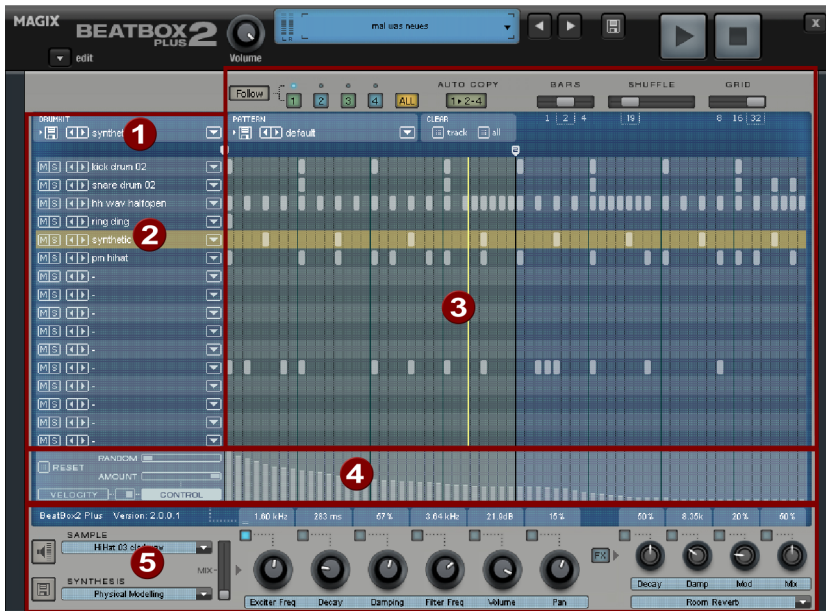 MAGIX
BEATBOX 2
PLUS
edit
Volume
mal was neues
X
Follow
1 2 3 4 ALL
AUTO COPY
1 ▸ 2-4
BARS
SHUFFLE
GRID
1 2 4
19
8 16 32
DRUMKIT
PATTERN
default
CLEAR
track
all
1
M S kick drum 02
M S snare drum 02
M S hh wav halfopen
M S ring ding
M S synthetic
M S pm hihat
M S -
M S -
M S -
M S -
M S -
M S -
M S -
M S -
M S -
M S -
2
3
RANDOM
RESET
AMOUNT
VELOCITY
CONTROL
4
BeatBox2 Plus Version: 2.0.0.1
1.60 kHz 283 ms 67 % 3.64 kHz 21.9dB 15 % 50 % 8.35k 20 % 60 %
SAMPLE
HiHat 03
5
MIX
SYNTHESIS
Physical Modeling
FX
Exciter Freq Decay Damping Filter Freq Volume Pan
Decay Damp Mod Mix
Room Reverb